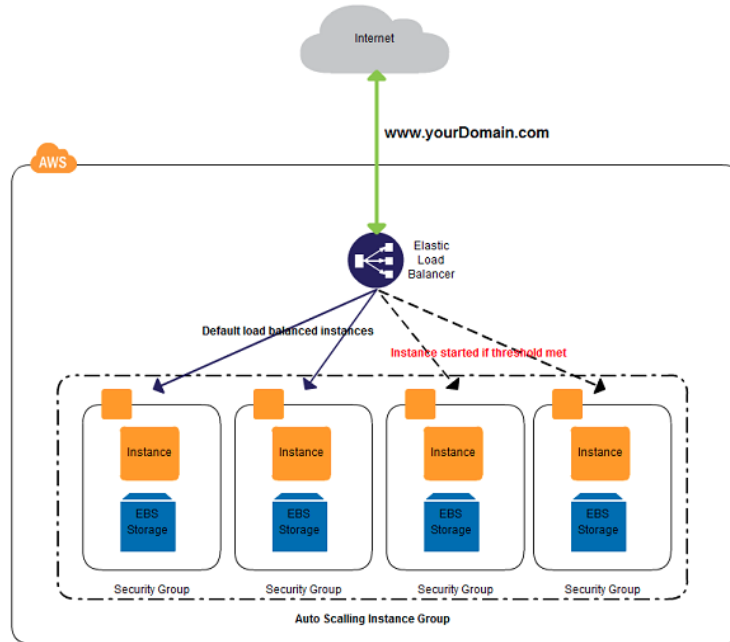 Internet
www.yourDomain.com
AWS
Elastic
Load
Balancer
Default load balanced instances
Instance started if threshold met
Instance
Instance
Instance
Instance
EBS
Storage
EBS
Storage
EBS
Storage
EBS
Storage
Security Group
Security Group
Security Group
Security Group
Auto Scalling Instance Group